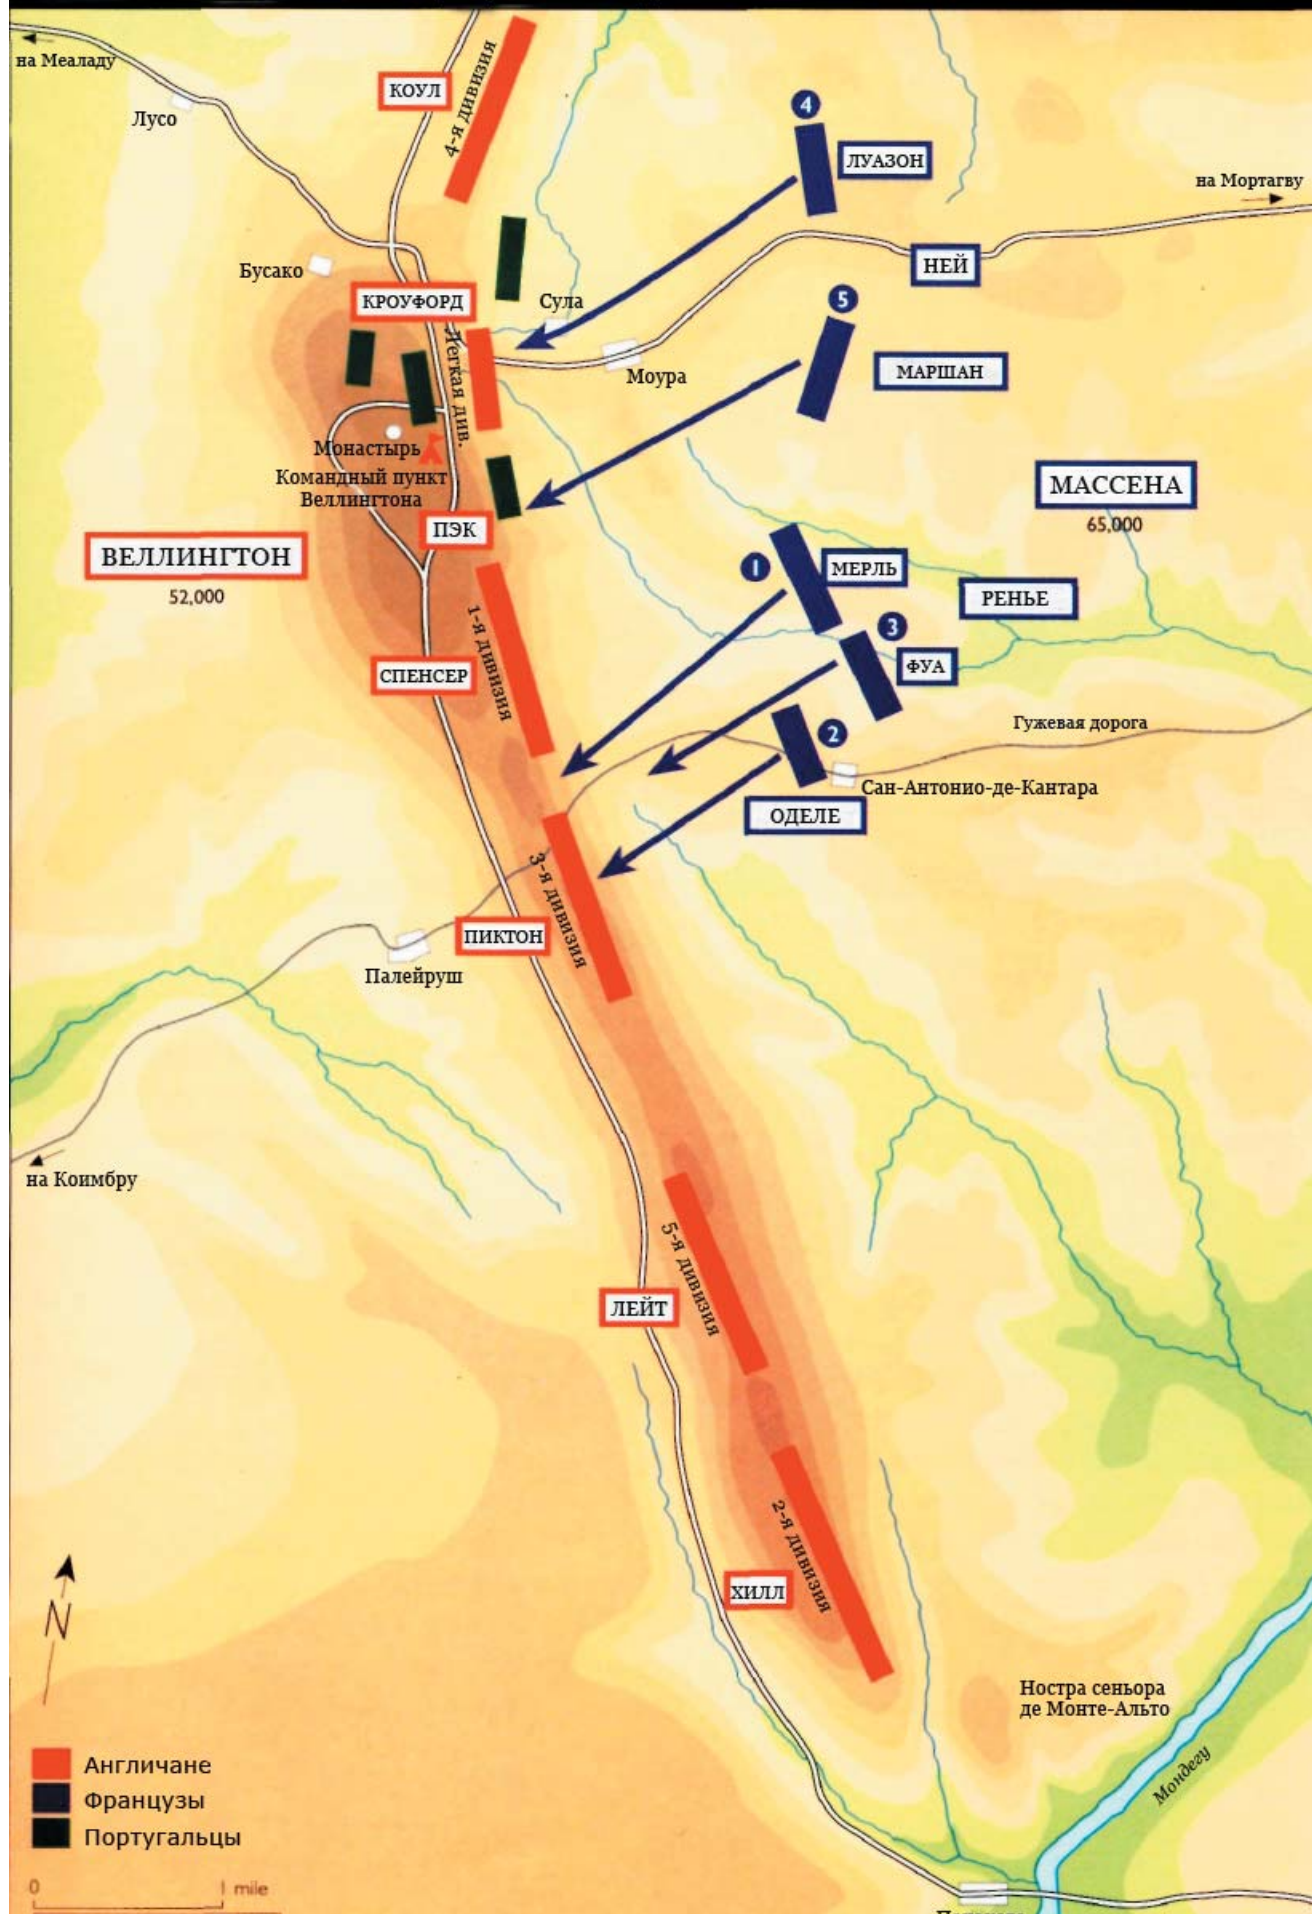 на Меаладу
Лусо
КОУЛ
4-я дивизия
4
ЛУАЗОН
на Мортагву
НЕЙ
Бусако
КРОУФОРД
Сула
5
Легкая див.
Моура
МАРШАН
Монастырь
Командный пункт
Веллингтона
МАССЕНА
65,000
ПЭК
ВЕЛЛИНГТОН
52,000
1
МЕРЛЬ
РЕНЬЕ
3
ФУА
1-я дивизия
СПЕНСЕР
2
Гужевая дорога
Сан-Антонио-де-Кантара
ОДЕЛЕ
3-я дивизия
ПИКТОН
Палейруш
на Коимбру
5-я дивизия
ЛЕЙТ
2-я дивизия
ХИЛЛ
N
Ностра сеньора
де Монте-Альто
Мондегу
Англичане
Французы
Португальцы
0 1 mile